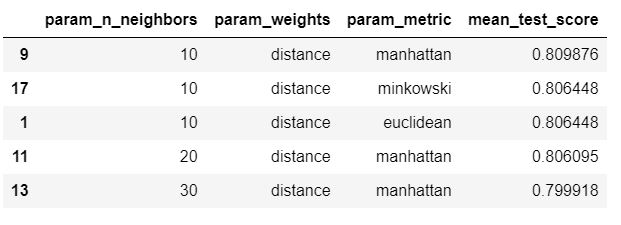 param_n_neighbors param_weights param_metric mean_test_score
9 10 distance manhattan 0.809876
17 10 distance minkowski 0.806448
1 10 distance euclidean 0.806448
11 20 distance manhattan 0.806095
13 30 distance manhattan 0.799918